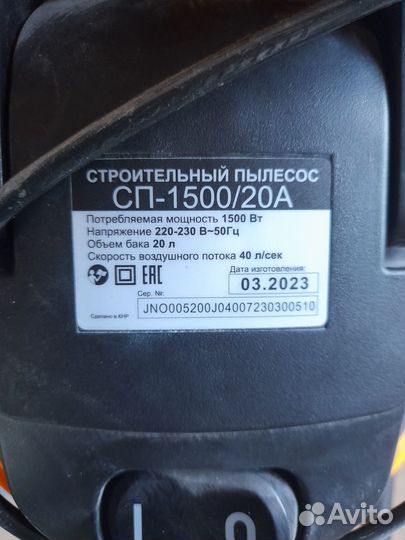 СТРОИТЕЛЬНЫЙ ПЫЛЕСОС
СП-1500/20А
Потребляемая мощность 1500 Вт
Напряжение 220-230 В~50Гц
Объем бака 20 л
Скорость воздушного потока 40 л/сек
Дата изготовления:
EAC 03.2023
Сер. №:
Сделано в КНР JNO005200J04007230300510
I O
Avito